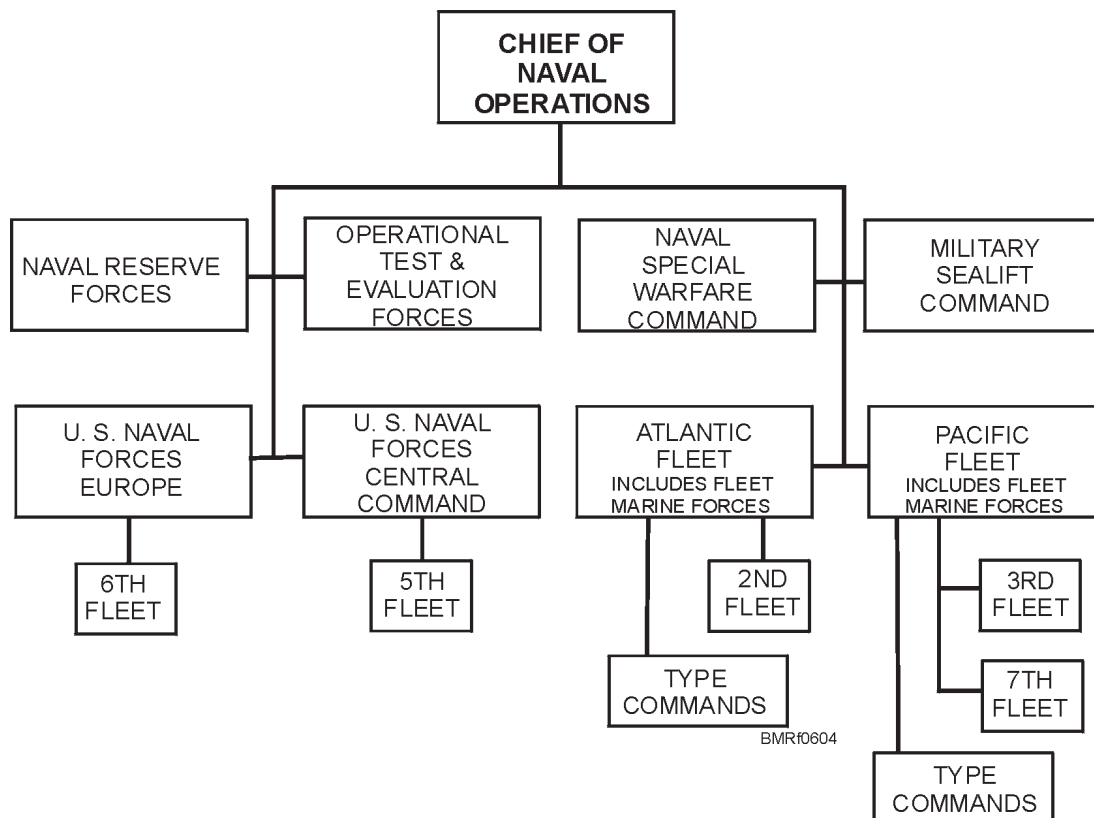 CHIEF OF
NAVAL
OPERATIONS
NAVAL RESERVE
FORCES
OPERATIONAL
TEST &
EVALUATION
FORCES
NAVAL
SPECIAL
WARFARE
COMMAND
MILITARY
SEALIFT
COMMAND
U. S. NAVAL
FORCES
EUROPE
U. S. NAVAL
FORCES
CENTRAL
COMMAND
ATLANTIC
FLEET
INCLUDES FLEET
MARINE FORCES
PACIFIC
FLEET
INCLUDES FLEET
MARINE FORCES
6TH
FLEET
5TH
FLEET
2ND
FLEET
3RD
FLEET
TYPE
COMMANDS
7TH
FLEET
BMRf0604
TYPE
COMMANDS